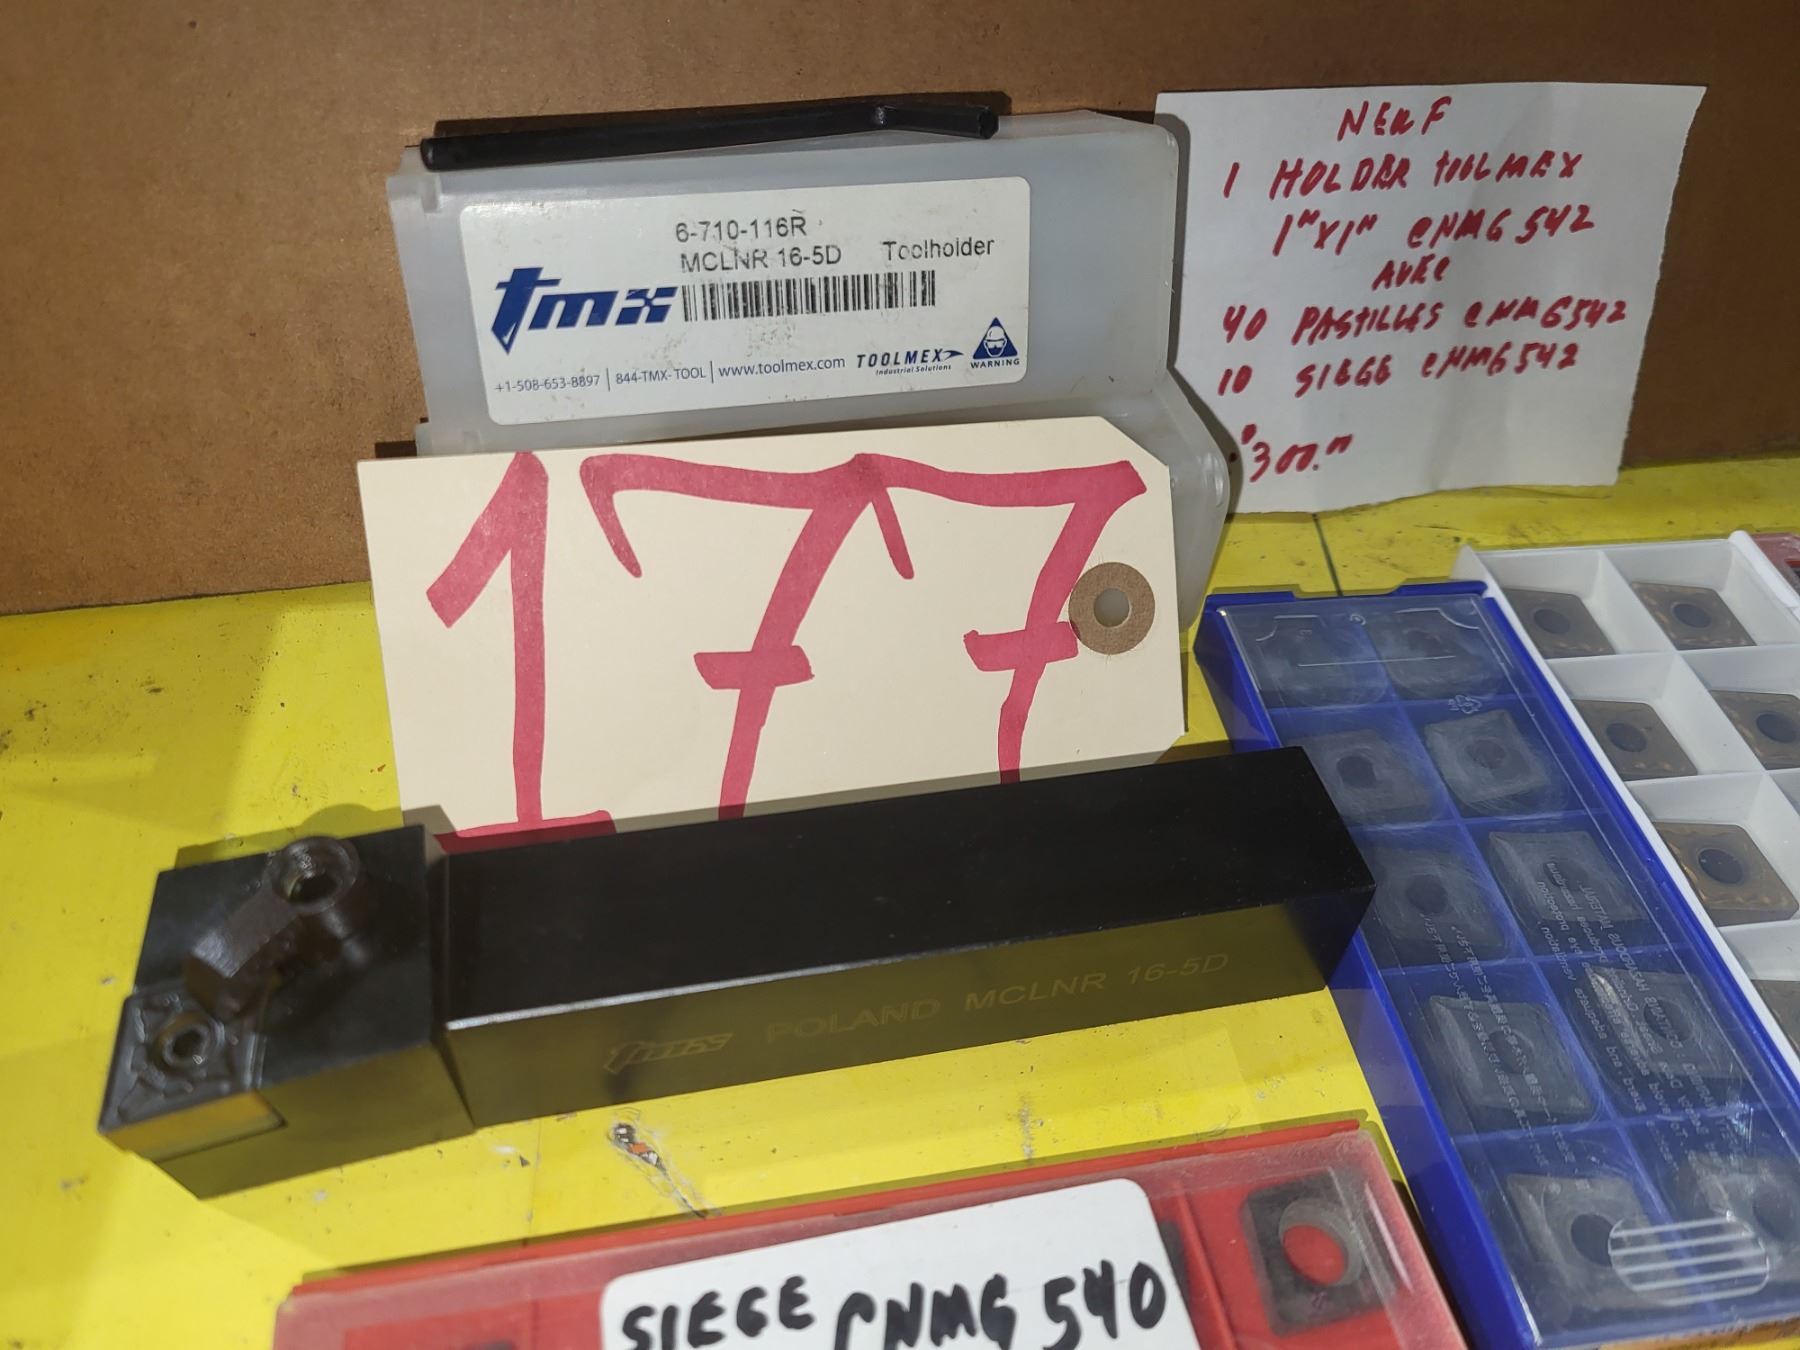 6-710-116R
MCLNR 16-5D Toolholder
tmx
+1-508-653-8897 | 844-TMX-TOOL | www.toolmex.com TOOLMEX
Industrial Solutions
WARNING
NEUF
1 HOLDER TOOLMEX
1"X1" CNMG 542
AVEC
40 PASTILLES CNMG542
10 SIEGE CNMG542
$300.00
177
tmx POLAND MCLNR 16-5D
SIEGE CNMG 540